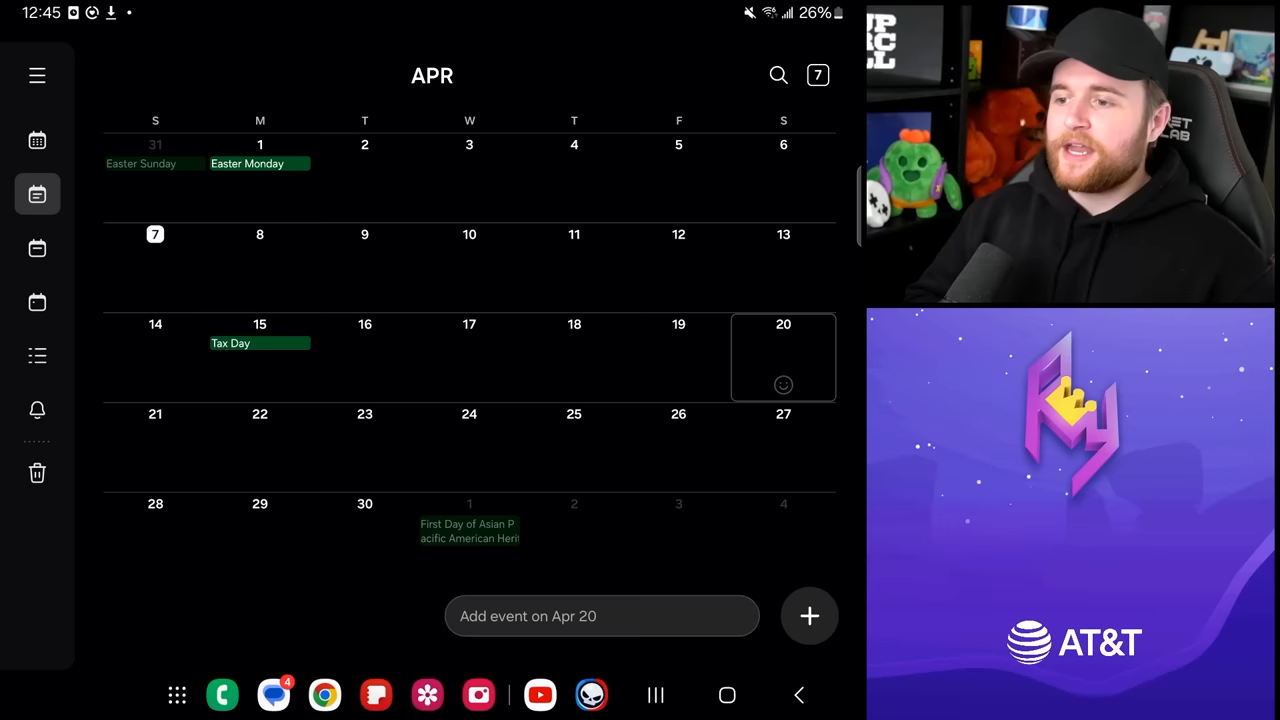 12:45
26%
APR
7
S M T W T F S
31 1 2 3 4 5 6
Easter Sunday
Easter Monday
7 8 9 10 11 12 13
14 15 16 17 18 19 20
Tax Day
21 22 23 24 25 26 27
28 29 30 1 2 3 4
First Day of Asian P
acific American Herit
Add event on Apr 20
4
AT&T